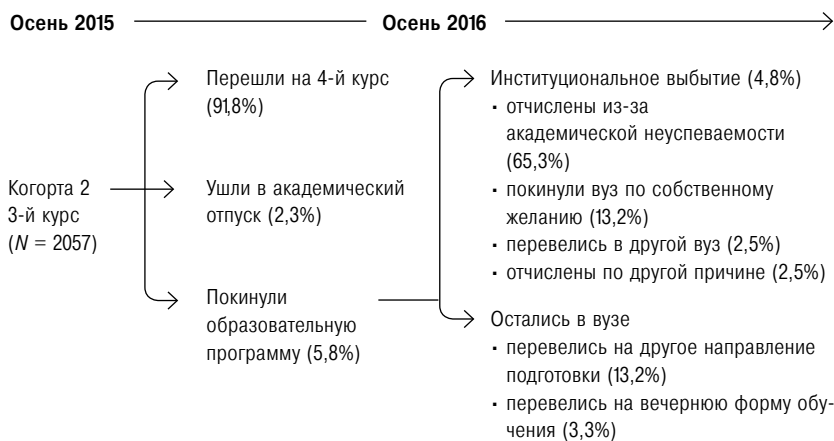 Осень 2015
Осень 2016
Когорта 2
3-й курс
(N = 2057)
Перешли на 4-й курс
(91,8%)
Ушли в академический
отпуск (2,3%)
Покинули
образовательную
программу (5,8%)
Институциональное выбытие (4,8%)
· отчислены из-за
академической неуспеваемости
(65,3%)
· покинули вуз по собственному
желанию (13,2%)
· перевелись в другой вуз (2,5%)
· отчислены по другой причине (2,5%)
Остались в вузе
· перевелись на другое направление
подготовки (13,2%)
· перевелись на вечернюю форму обу-
чения (3,3%)